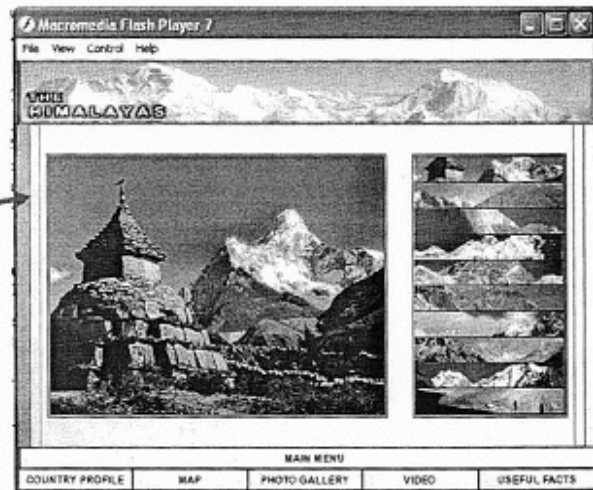 Macromedia Flash Player 7
File View Control Help
THE
HIMALAYAS
MAIN MENU
COUNTRY PROFILE MAP PHOTO GALLERY VIDEO USEFUL FACTS